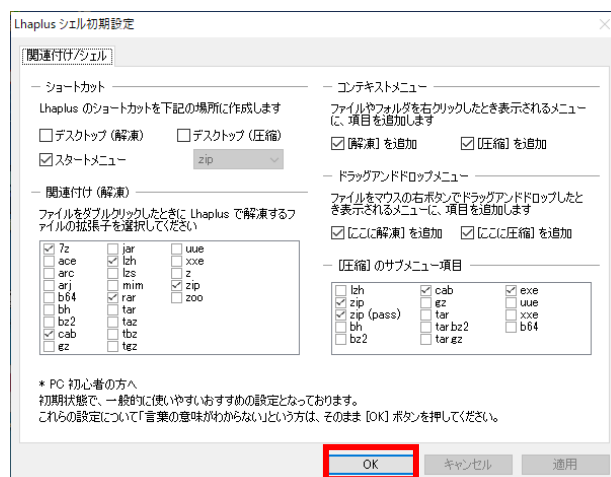 Lhaplus シェル初期設定
関連付け/シェル
ショートカット
Lhaplus のショートカットを下記の場所に作成します
デスクトップ (解凍)
デスクトップ (圧縮)
スタートメニュー
zip
関連付け (解凍)
ファイルをダブルクリックしたときに Lhaplus で解凍するフ
ァイルの拡張子を選択してください
7z
ace
arc
arj
b64
bh
bz2
cab
gz
jar
lzh
lzs
mim
rar
tar
taz
tbz
tgz
uue
xxe
z
zip
zoo
コンテキストメニュー
ファイルやフォルダを右クリックしたとき表示されるメニュー
に、項目を追加します
[解凍] を追加
[圧縮] を追加
ドラッグアンドドロップメニュー
ファイルをマウスの右ボタンでドラッグアンドドロップしたと
き表示されるメニューに、項目を追加します
[ここに解凍] を追加
[ここに圧縮] を追加
[圧縮] のサブメニュー項目
lzh
zip
zip (pass)
bh
bz2
cab
gz
tar
tar.bz2
tar.gz
exe
uue
xxe
b64
* PC 初心者の方へ
初期状態で、一般的に使いやすいおすすめの設定となっております。
これらの設定について「言葉の意味がわからない」という方は、そのまま [OK] ボタンを押してください。
OK
キャンセル
適用